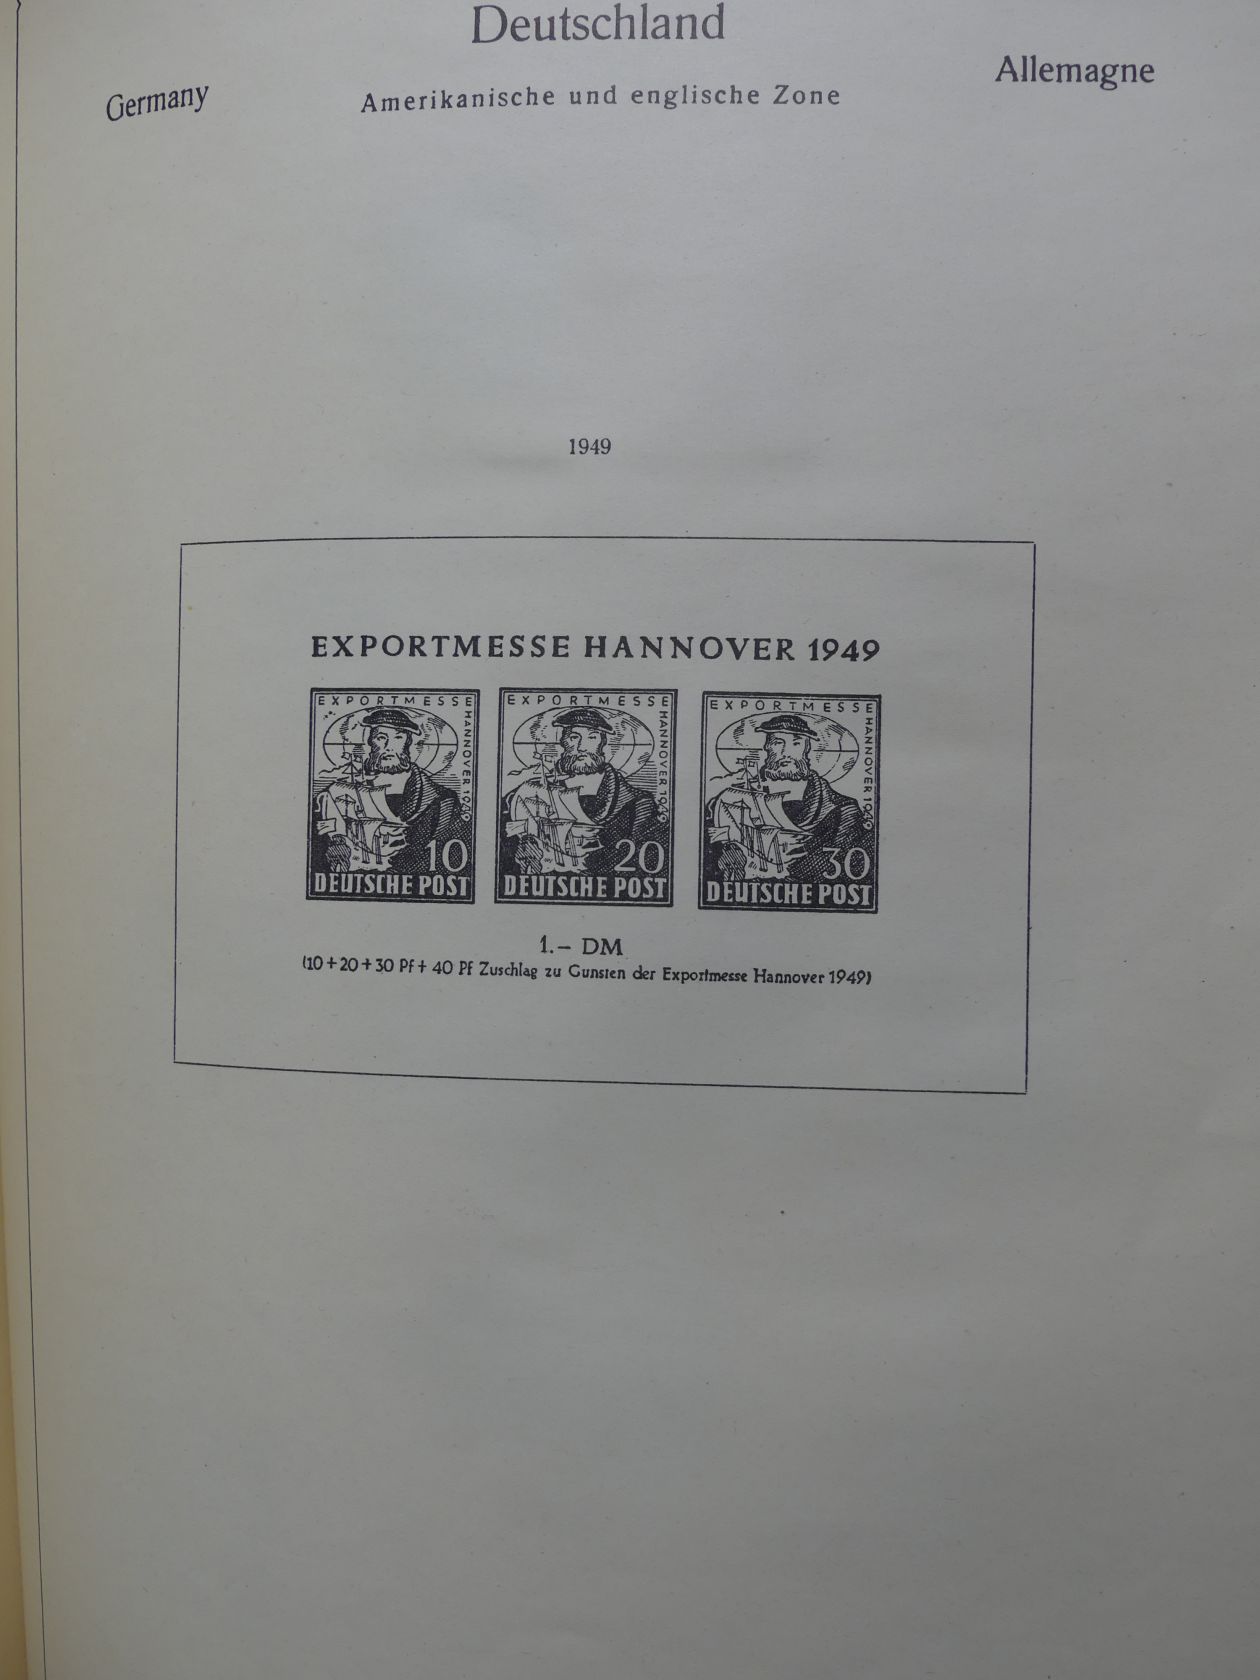 Deutschland
Germany
Amerikanische und englische Zone
Allemagne
1949
EXPORTMESSE HANNOVER 1949
EXPORTMESSE
HANNOVER 1949
10
DEUTSCHE POST
EXPORTMESSE
HANNOVER 1949
20
DEUTSCHE POST
EXPORTMESSE
HANNOVER 1949
30
DEUTSCHE POST
1.– DM
(10+20+30 Pf + 40 Pf Zuschlag zu Gunsten der Exportmesse Hannover 1949)